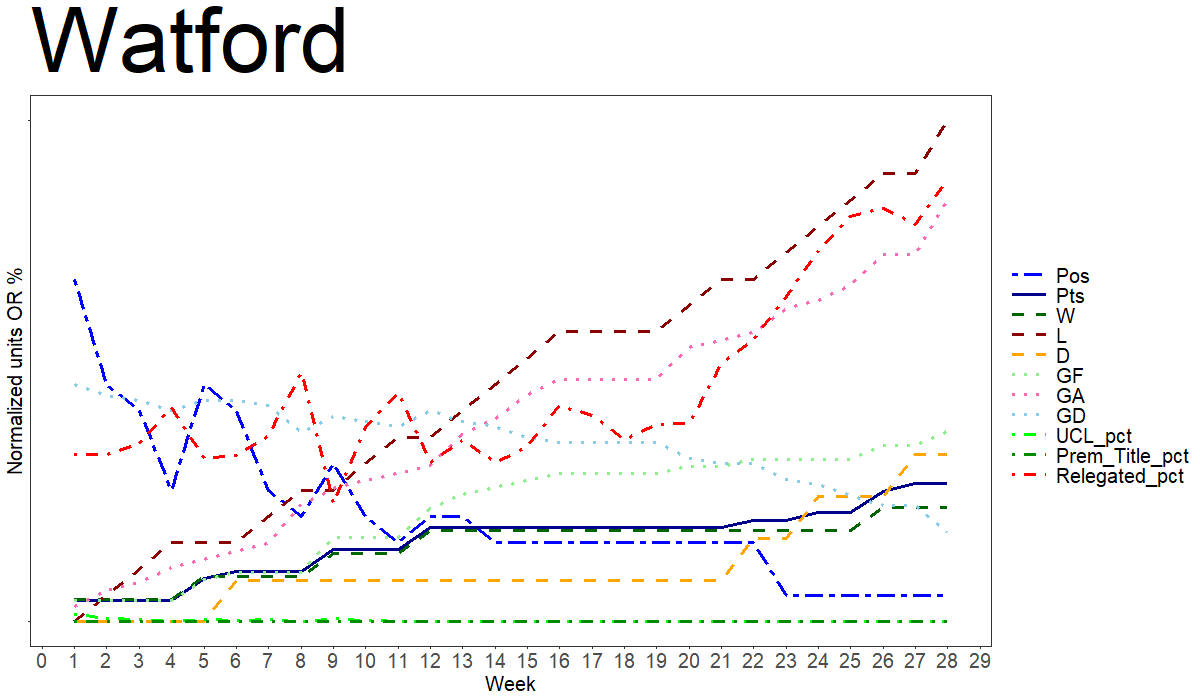 Watford
Normalized units OR %
0 1 2 3 4 5 6 7 8 9 10 11 12 13 14 15 16 17 18 19 20 21 22 23 24 25 26 27 28 29
Week
Pos
Pts
W
L
D
GF
GA
GD
UCL_pct
Prem_Title_pct
Relegated_pct